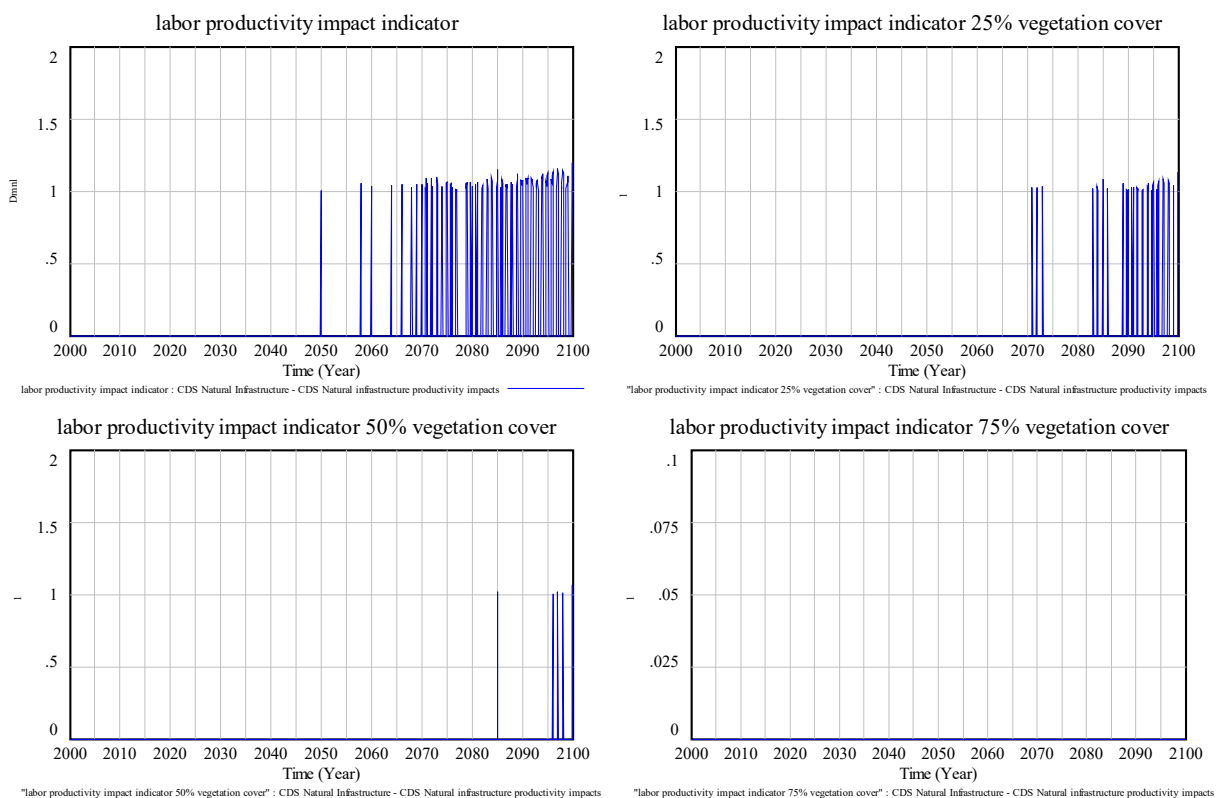 labor productivity impact indicator
2
1.5
1
.5
0
Dmnl
2000 2010 2020 2030 2040 2050 2060 2070 2080 2090 2100
Time (Year)
labor productivity impact indicator : CDS Natural Infrastructure - CDS Natural infrastructure productivity impacts
labor productivity impact indicator 25% vegetation cover
2
1.5
1
.5
0
1
2000 2010 2020 2030 2040 2050 2060 2070 2080 2090 2100
Time (Year)
"labor productivity impact indicator 25% vegetation cover" : CDS Natural Infrastructure - CDS Natural infrastructure productivity impacts
labor productivity impact indicator 50% vegetation cover
2
1.5
1
.5
0
1
2000 2010 2020 2030 2040 2050 2060 2070 2080 2090 2100
Time (Year)
"labor productivity impact indicator 50% vegetation cover" : CDS Natural Infrastructure - CDS Natural infrastructure productivity impacts
labor productivity impact indicator 75% vegetation cover
.1
.075
.05
.025
0
1
2000 2010 2020 2030 2040 2050 2060 2070 2080 2090 2100
Time (Year)
"labor productivity impact indicator 75% vegetation cover" : CDS Natural Infrastructure - CDS Natural infrastructure productivity impacts